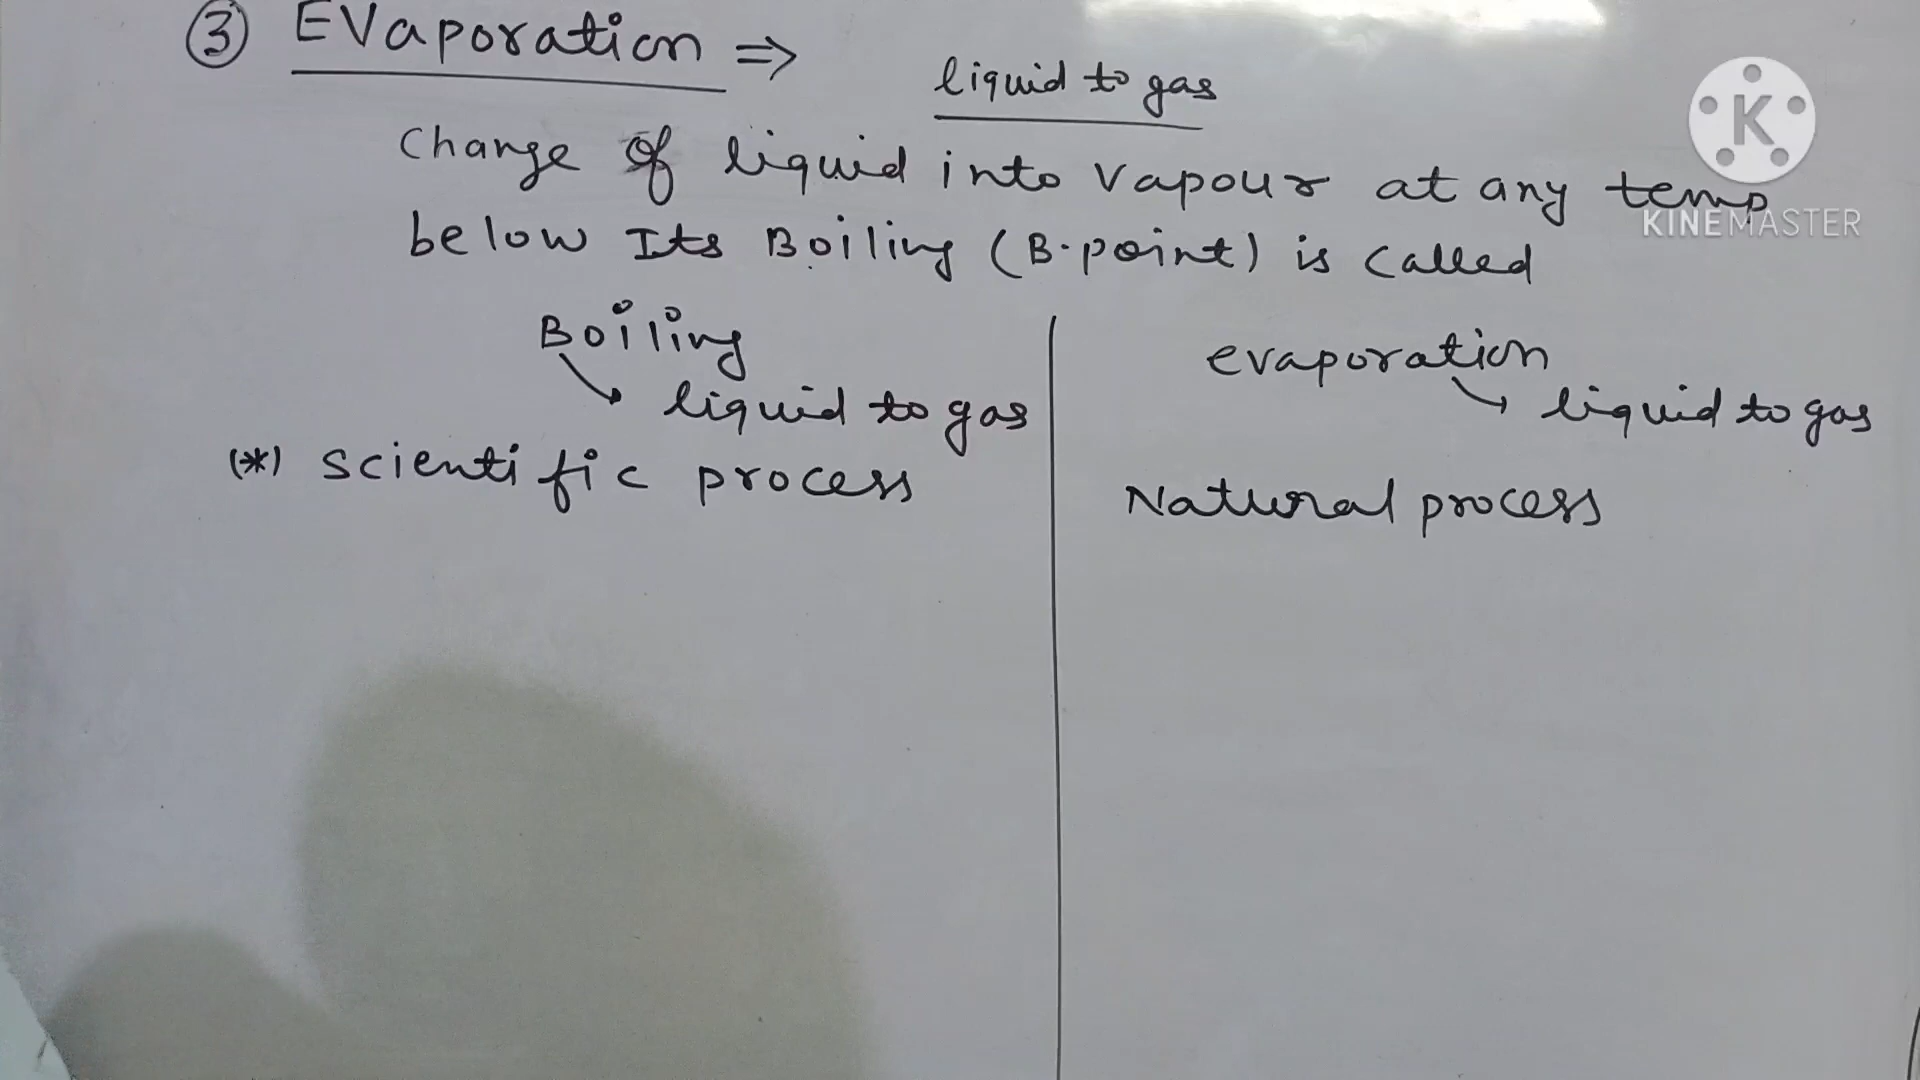 ③ EVaporation ⇒
liquid to gas
Change of liquid into vapour at any temp
below Its Boiling (B.point) is called
Boiling
↘ liquid to gas
(*) scientific process
evaporation
↘ liquid to gas
Natural process
K
KINEMASTER